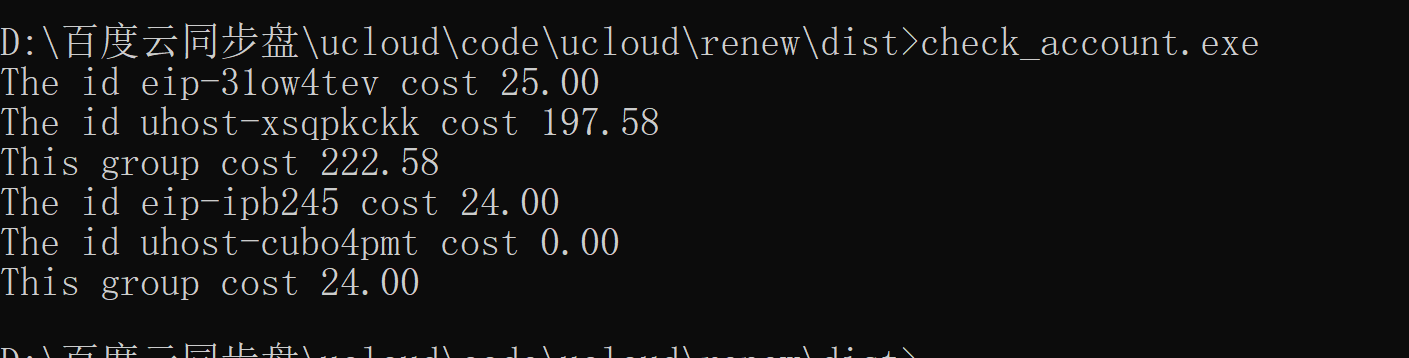 D:\百度云同步盘\ucloud\code\ucloud\renew\dist>check_account.exe
The id eip-31ow4tev cost 25.00
The id uhost-xsqpkckk cost 197.58
This group cost 222.58
The id eip-ipb245 cost 24.00
The id uhost-cubo4pmt cost 0.00
This group cost 24.00
D:\百度云同步盘\ucloud\code\ucloud\renew\dist>